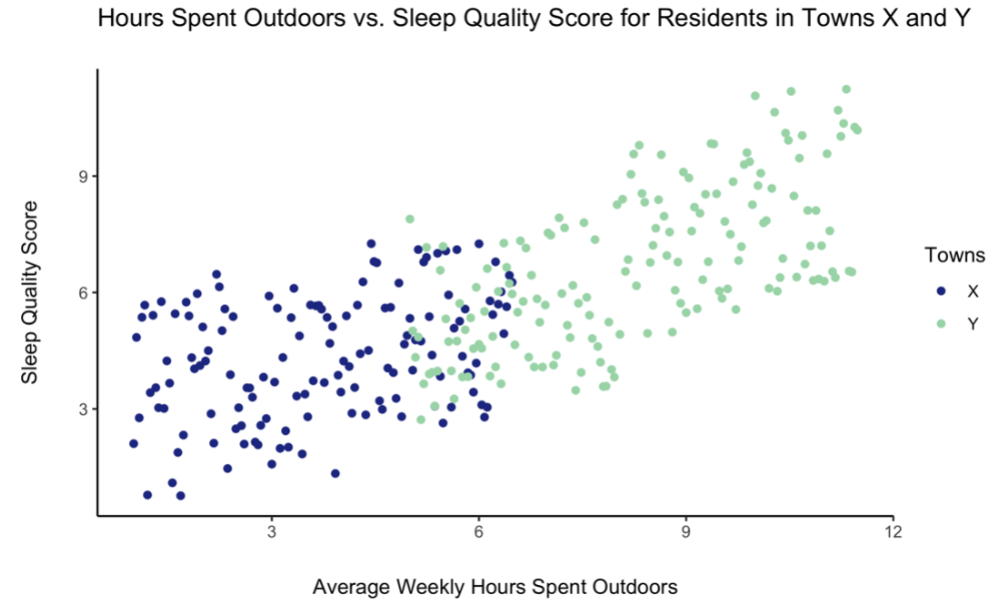 Hours Spent Outdoors vs. Sleep Quality Score for Residents in Towns X and Y
Sleep Quality Score
9
6
3
3
6
9
12
Average Weekly Hours Spent Outdoors
Towns
X
Y